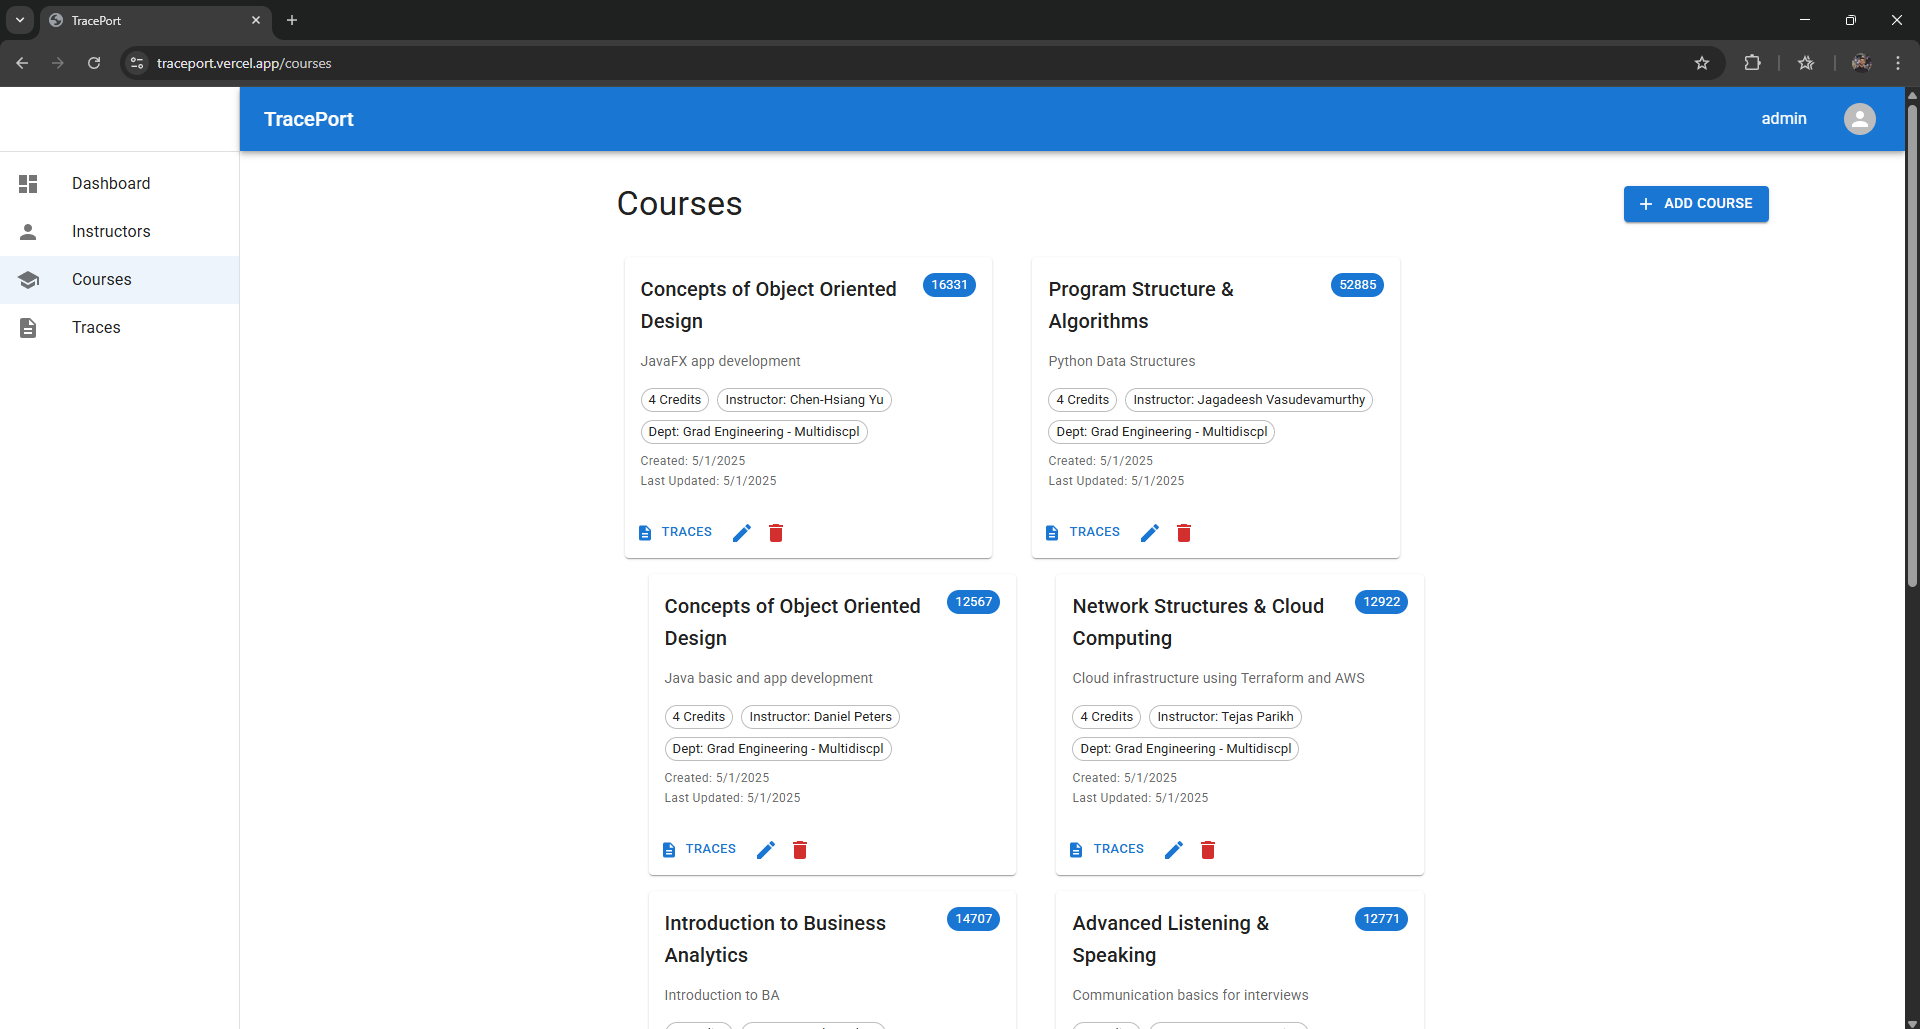 TracePort
traceport.vercel.app/courses
TracePort
admin
Dashboard
Instructors
Courses
Traces
Courses
ADD COURSE
Concepts of Object Oriented
Design
16331
JavaFX app development
4 Credits
Instructor: Chen-Hsiang Yu
Dept: Grad Engineering - Multidiscpl
Created: 5/1/2025
Last Updated: 5/1/2025
TRACES
Program Structure &
Algorithms
52885
Python Data Structures
4 Credits
Instructor: Jagadeesh Vasudevamurthy
Dept: Grad Engineering - Multidiscpl
Created: 5/1/2025
Last Updated: 5/1/2025
TRACES
Concepts of Object Oriented
Design
12567
Java basic and app development
4 Credits
Instructor: Daniel Peters
Dept: Grad Engineering - Multidiscpl
Created: 5/1/2025
Last Updated: 5/1/2025
TRACES
Network Structures & Cloud
Computing
12922
Cloud infrastructure using Terraform and AWS
4 Credits
Instructor: Tejas Parikh
Dept: Grad Engineering - Multidiscpl
Created: 5/1/2025
Last Updated: 5/1/2025
TRACES
Introduction to Business
Analytics
14707
Introduction to BA
Advanced Listening &
Speaking
12771
Communication basics for interviews